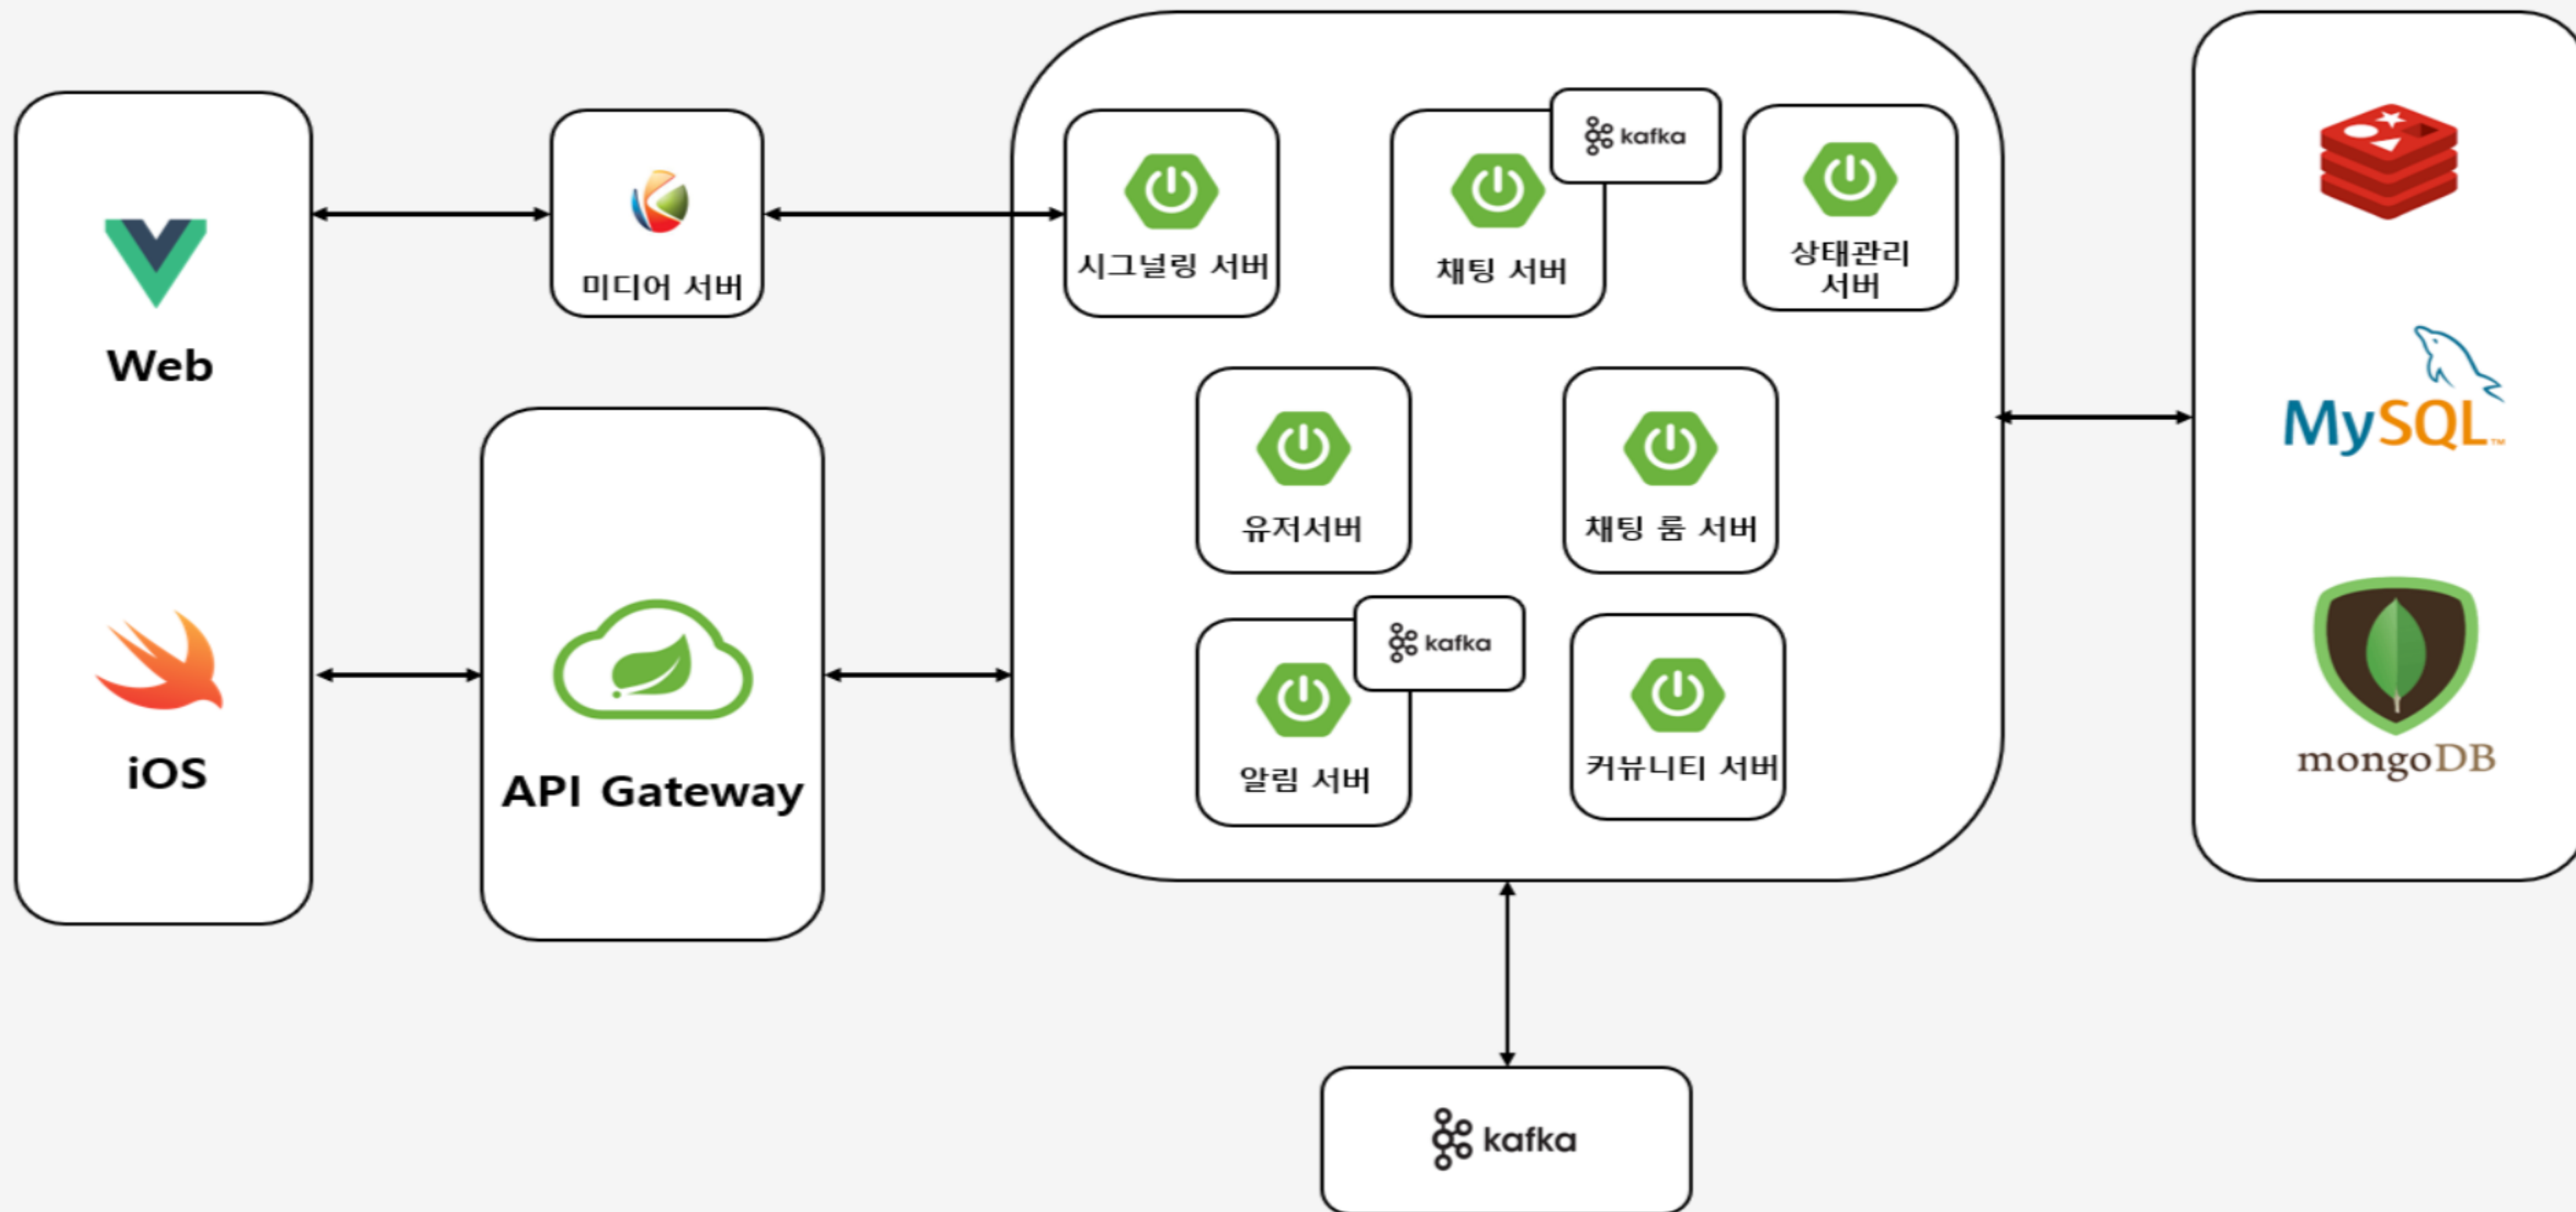 Web
iOS
미디어 서버
API Gateway
시그널링 서버
채팅 서버
kafka
상태관리
서버
유저서버
채팅 룸 서버
알림 서버
kafka
커뮤니티 서버
kafka
MySQL™
mongoDB